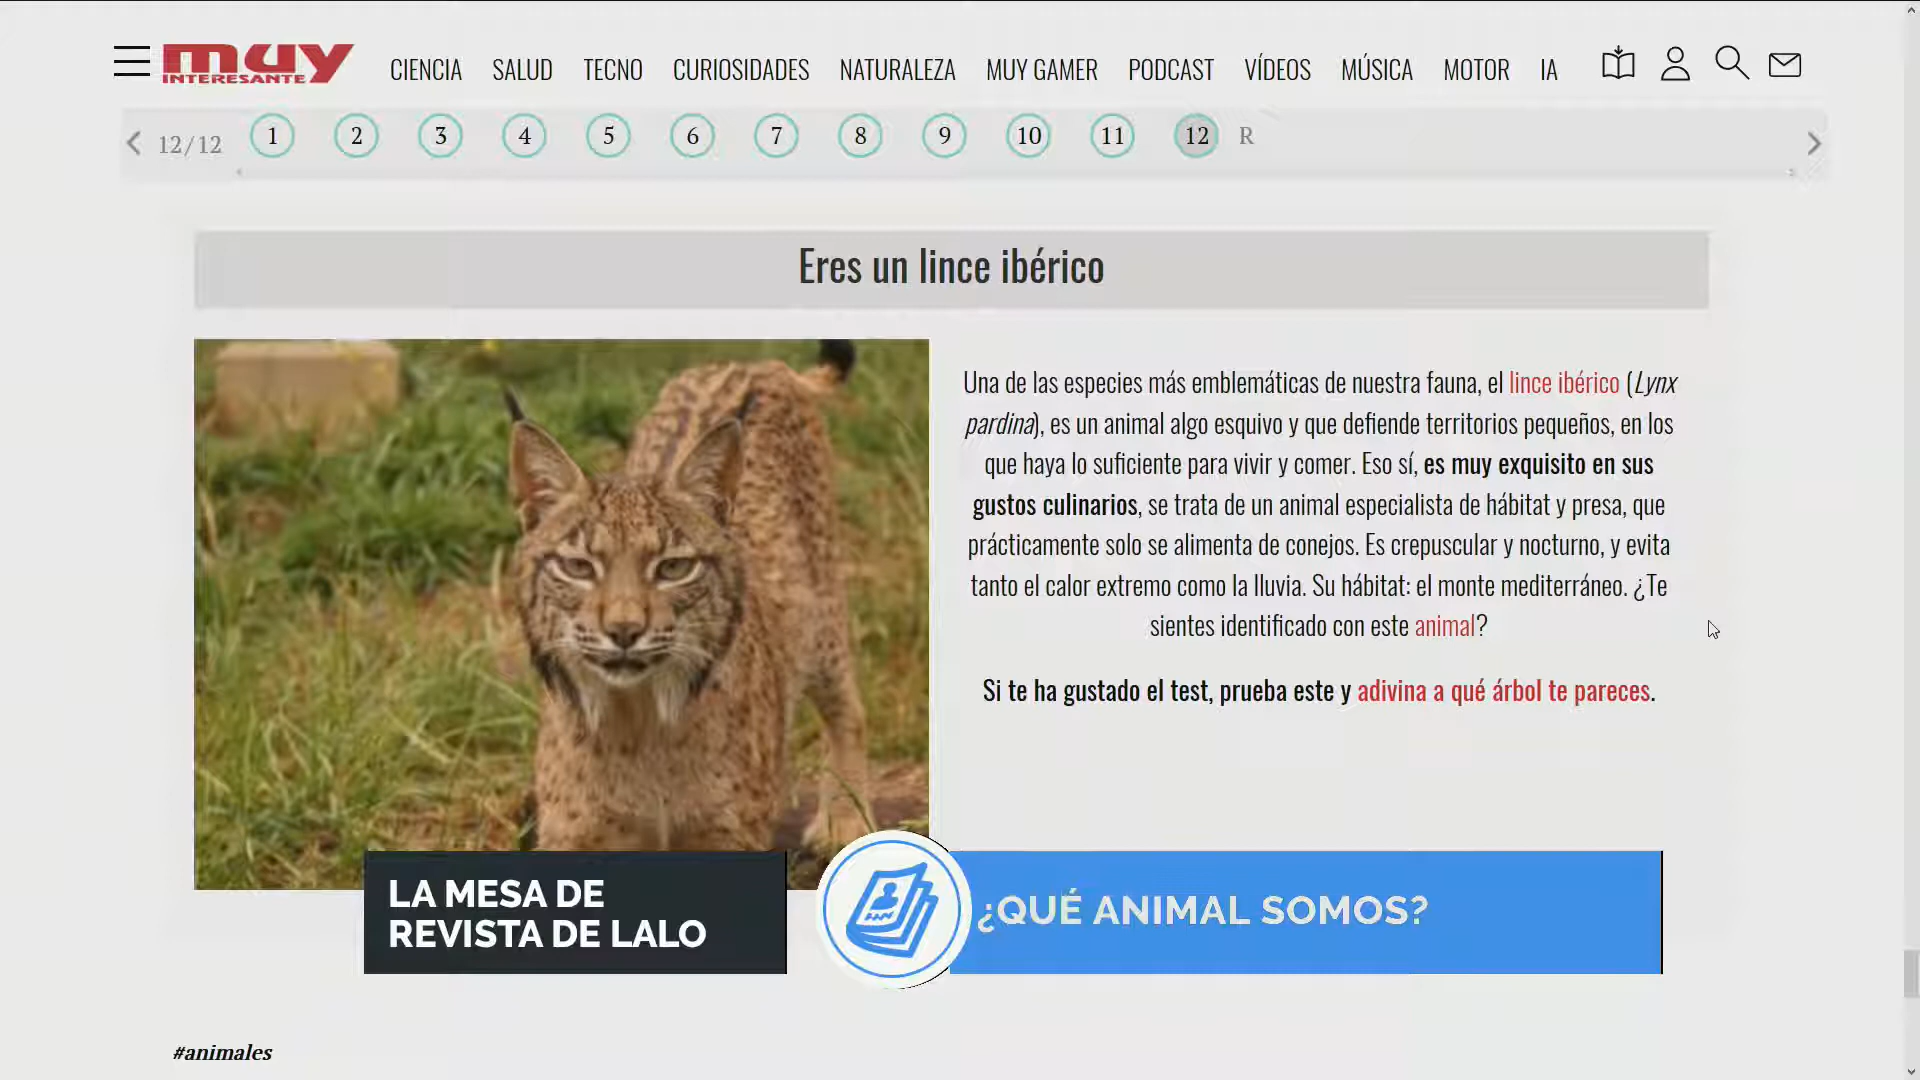 muy
INTERESANTE
CIENCIA SALUD TECNO CURIOSIDADES NATURALEZA MUY GAMER PODCAST VÍDEOS MÚSICA MOTOR IA
12/12 1 2 3 4 5 6 7 8 9 10 11 12 R
Eres un lince ibérico
Una de las especies más emblemáticas de nuestra fauna, el lince ibérico (Lynx
pardina), es un animal algo esquivo y que defiende territorios pequeños, en los
que haya lo suficiente para vivir y comer. Eso sí, es muy exquisito en sus
gustos culinarios, se trata de un animal especialista de hábitat y presa, que
prácticamente solo se alimenta de conejos. Es crepuscular y nocturno, y evita
tanto el calor extremo como la lluvia. Su hábitat: el monte mediterráneo. ¿Te
sientes identificado con este animal?
Si te ha gustado el test, prueba este y adivina a qué árbol te pareces.
LA MESA DE
REVISTA DE LALO
¿QUÉ ANIMAL SOMOS?
#animales